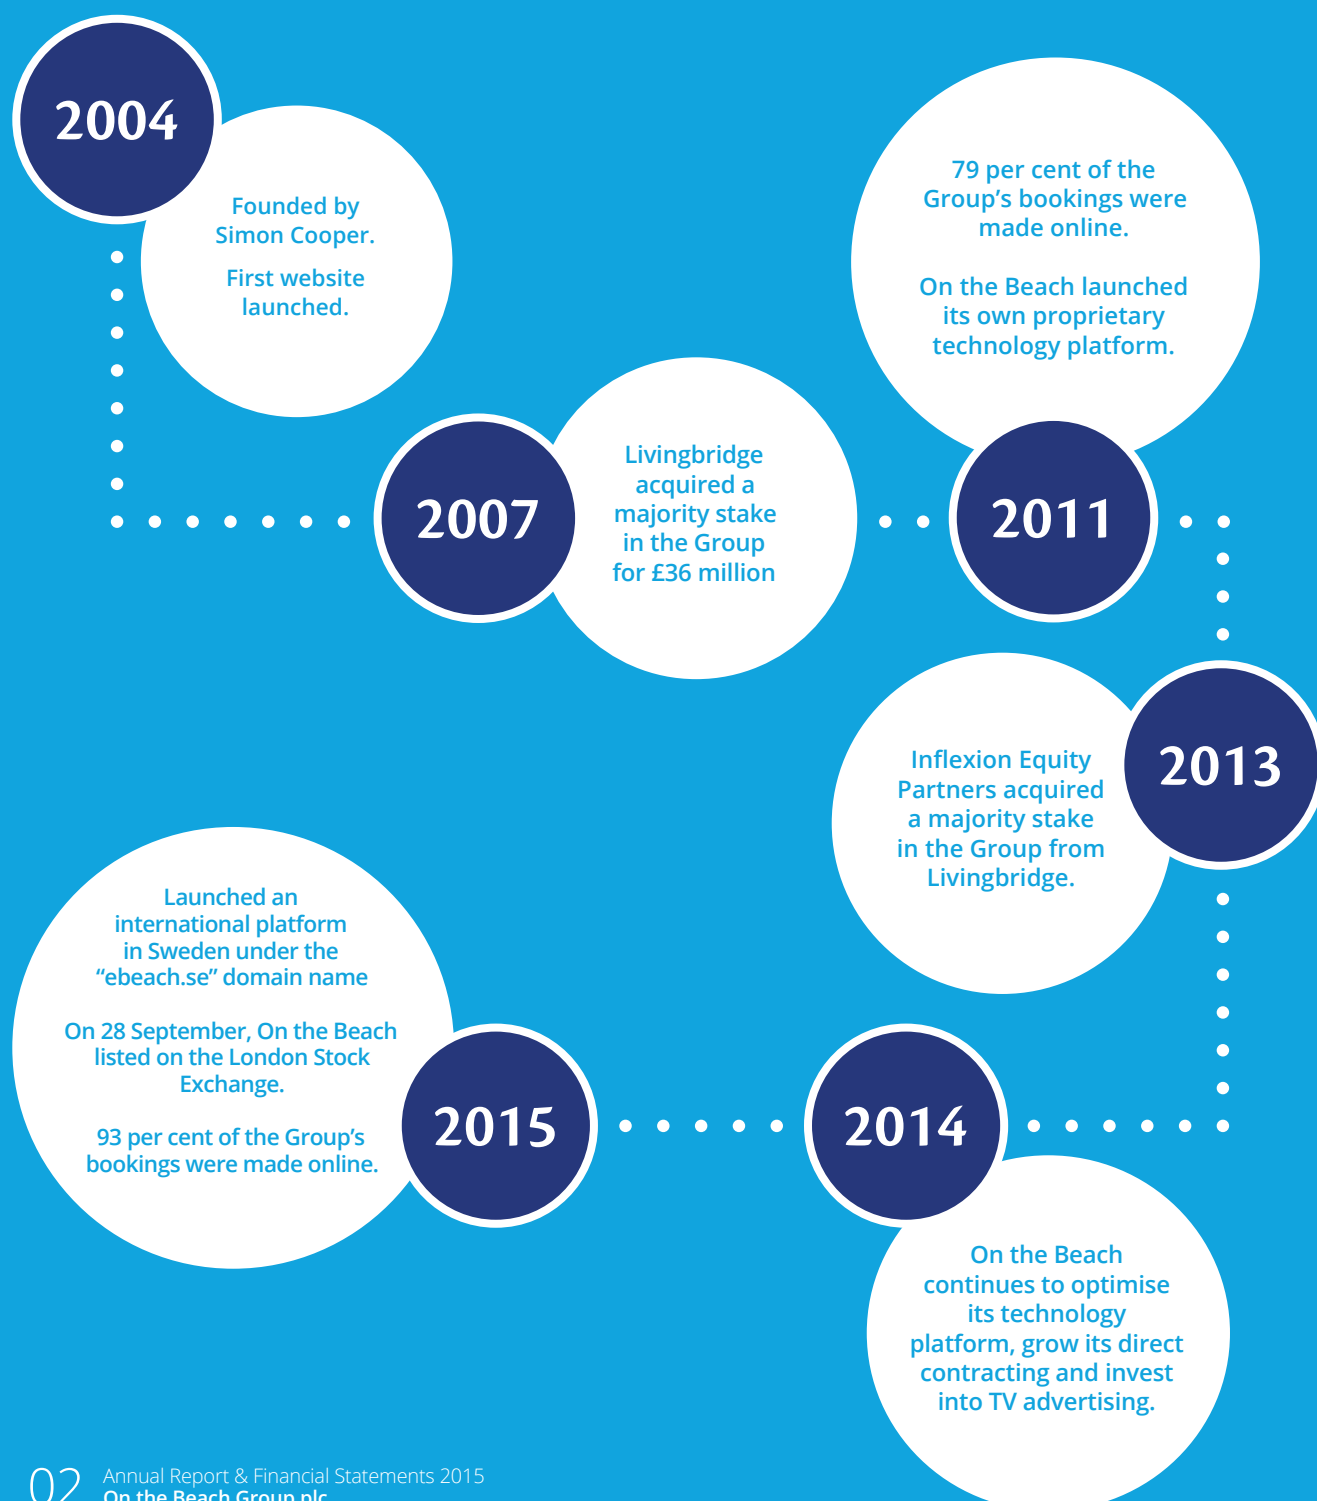 2004
Founded by
Simon Cooper.
First website
launched.
2007
Livingbridge
acquired a
majority stake
in the Group
for £36 million
79 per cent of the
Group’s bookings were
made online.
On the Beach launched
its own proprietary
technology platform.
2011
2013
Inflexion Equity
Partners acquired
a majority stake
in the Group from
Livingbridge.
2014
On the Beach
continues to optimise
its technology
platform, grow its direct
contracting and invest
into TV advertising.
2015
Launched an
international platform
in Sweden under the
“ebeach.se” domain name
On 28 September, On the Beach
listed on the London Stock
Exchange.
93 per cent of the Group’s
bookings were made online.
02
Annual Report & Financial Statements 2015
On the Beach Group plc